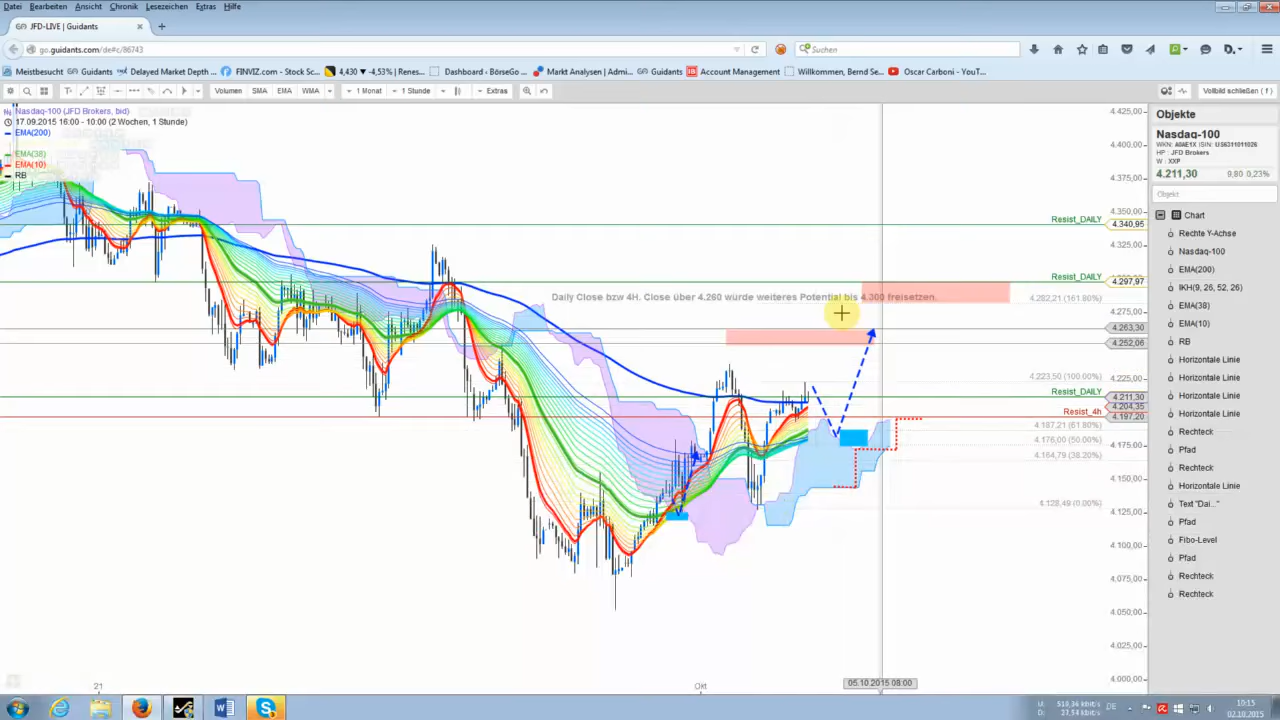 Datei Bearbeiten Ansicht Chronik Lesezeichen Extras Hilfe
JFD-LIVE | Guidants
go.guidants.com/de#c/86743
Suchen
Meistbesucht Guidants Delayed Market Depth ... FINVIZ.com - Stock Sc... 4,430 ▾ -4,53% | Renes... Dashboard ‹ BörseGo ... Markt Analysen | Admi... Guidants Account Management Willkommen, Bernd Se... Oscar Carboni - YouT...
Volumen SMA EMA WMA 1 Monat 1 Stunde Extras Vollbild schließen ( f )
Nasdaq-100 (JFD Brokers, bid)
17.09.2015 16:00 - 10:00 (2 Wochen, 1 Stunde)
EMA(200)
EMA(38)
EMA(10)
RB
4.425,00
4.400,00
4.375,00
4.350,00
Resist_DAILY 4.340,95
4.325,00
Resist_DAILY 4.297,97
Daily Close bzw 4H. Close über 4.260 würde weiteres Potential bis 4.300 freisetzen. 4.282,21 (161.80%)
4.275,00
4.263,30
4.252,06
4.223,50 (100.00%) 4.225,00
Resist_DAILY 4.211,30
4.204,35
Resist_4h 4.197,20
4.187,21 (61.80%)
4.176,00 (50.00%) 4.175,00
4.164,79 (38.20%)
4.150,00
4.128,49 (0.00%)
4.125,00
4.100,00
4.075,00
4.050,00
4.025,00
4.000,00
21 Okt 05.10.2015 08:00
Objekte
Nasdaq-100
WKN: A0AE1X ISIN: US6311011026
HP : JFD Brokers
W : XXP
4.211,30 9,80 0,23%
Objekt
Chart
Rechte Y-Achse
Nasdaq-100
EMA(200)
IKH(9, 26, 52, 26)
EMA(38)
EMA(10)
RB
Horizontale Linie
Horizontale Linie
Horizontale Linie
Horizontale Linie
Rechteck
Pfad
Rechteck
Horizontale Linie
Text "Dai..."
Pfad
Fibo-Level
Pfad
Rechteck
Rechteck
DE
10:15
02.10.2015